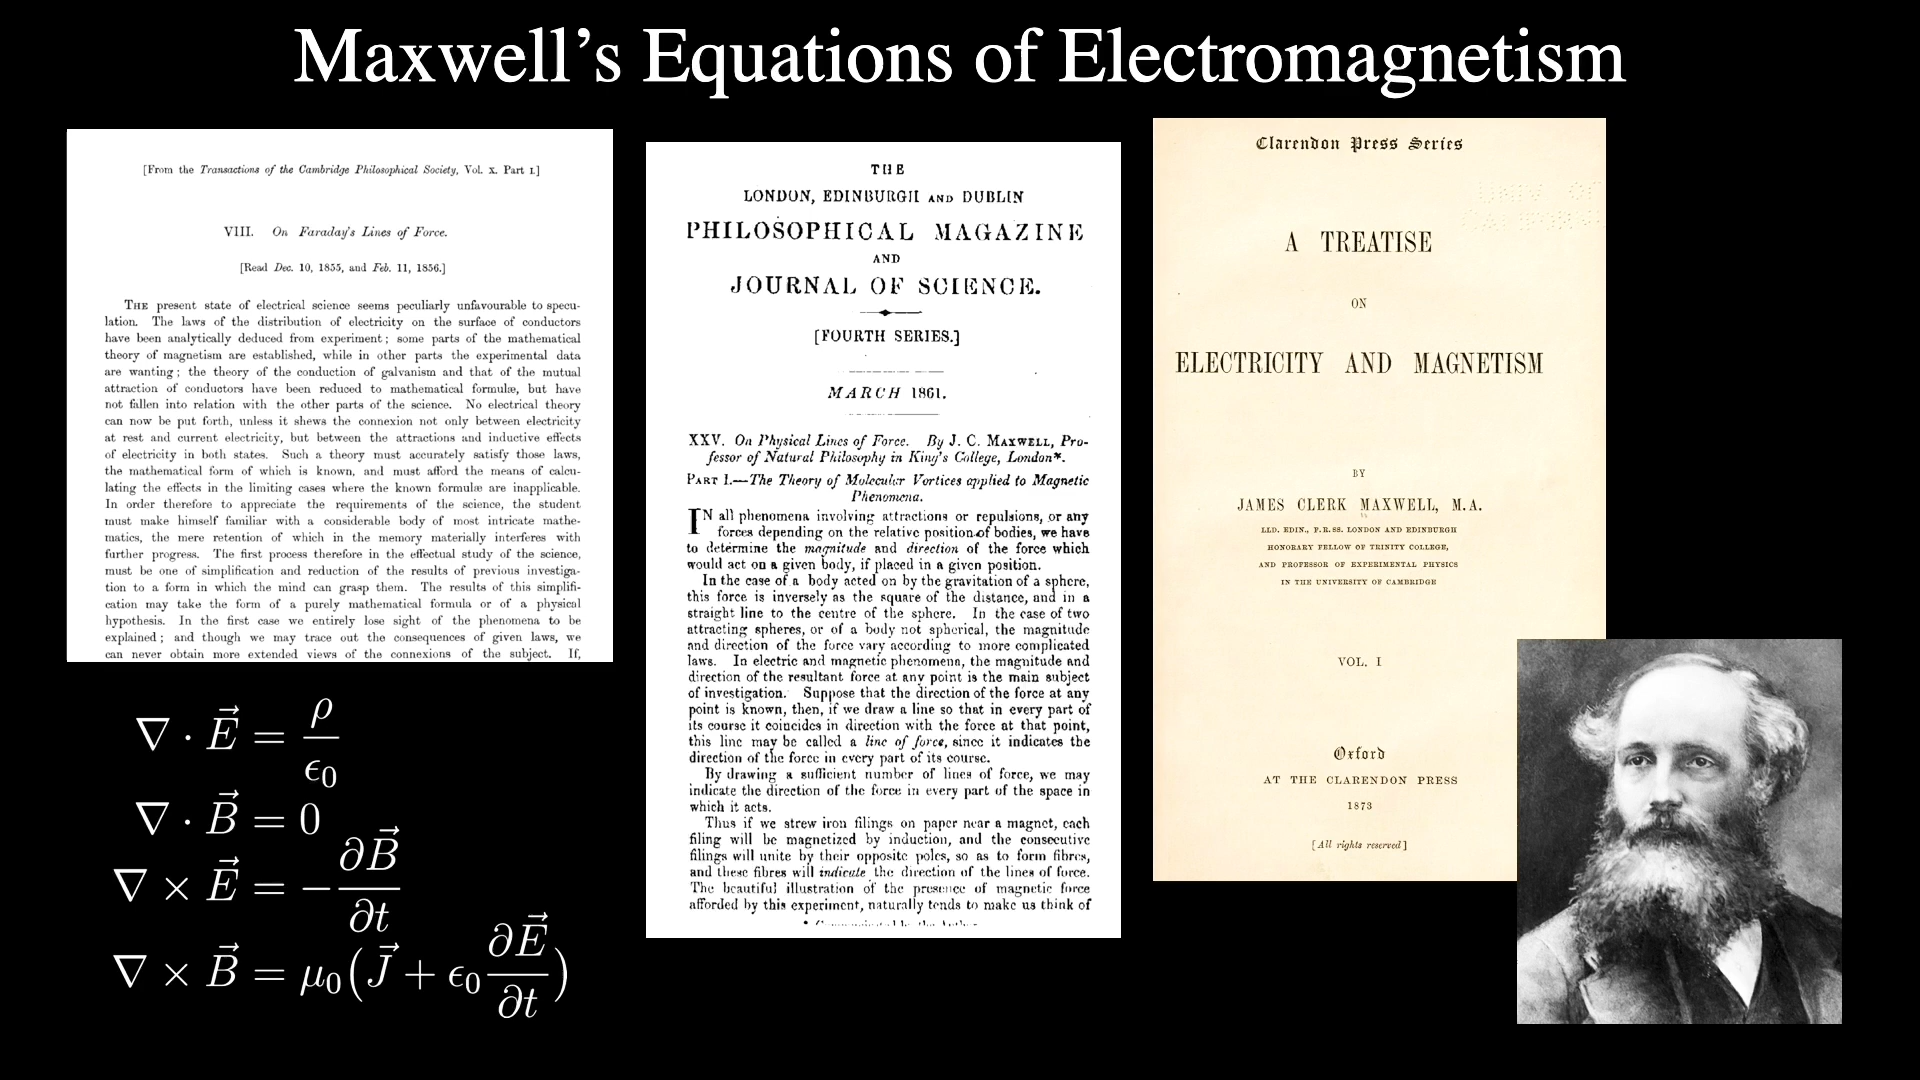 Maxwell’s Equations of Electromagnetism
[From the Transactions of the Cambridge Philosophical Society, Vol. x. Part I.]
VIII. On Faraday's Lines of Force.
[Read Dec. 10, 1855, and Feb. 11, 1856.]
THE present state of electrical science seems peculiarly unfavourable to specu-
lation. The laws of the distribution of electricity on the surface of conductors
have been analytically deduced from experiment; some parts of the mathematical
theory of magnetism are established, while in other parts the experimental data
are wanting; the theory of the conduction of galvanism and that of the mutual
attraction of conductors have been reduced to mathematical formulæ, but have
not fallen into relation with the other parts of the science. No electrical theory
can now be put forth, unless it shews the connexion not only between electricity
at rest and current electricity, but between the attractions and inductive effects
of electricity in both states. Such a theory must accurately satisfy those laws,
the mathematical form of which is known, and must afford the means of calcu-
lating the effects in the limiting cases where the known formulæ are inapplicable.
In order therefore to appreciate the requirements of the science, the student
must make himself familiar with a considerable body of most intricate mathe-
matics, the mere retention of which in the memory materially interferes with
further progress. The first process therefore in the effectual study of the science,
must be one of simplification and reduction of the results of previous investiga-
tion to a form in which the mind can grasp them. The results of this simplifi-
cation may take the form of a purely mathematical formula or of a physical
hypothesis. In the first case we entirely lose sight of the phenomena to be
explained; and though we may trace out the consequences of given laws, we
can never obtain more extended views of the connexions of the subject. If,
∇ · E⃗ = ρ/ϵ₀
∇ · B⃗ = 0
∇ × E⃗ = −∂B⃗/∂t
∇ × B⃗ = μ₀(J⃗ + ϵ₀ ∂E⃗/∂t)
THE
LONDON, EDINBURGH AND DUBLIN
PHILOSOPHICAL MAGAZINE
AND
JOURNAL OF SCIENCE.
[FOURTH SERIES.]
MARCH 1861.
XXV. On Physical Lines of Force. By J. C. MAXWELL, Pro-
fessor of Natural Philosophy in King's College, London*.
PART I.—The Theory of Molecular Vortices applied to Magnetic
Phenomena.
IN all phenomena involving attractions or repulsions, or any
forces depending on the relative position of bodies, we have
to determine the magnitude and direction of the force which
would act on a given body, if placed in a given position.
In the case of a body acted on by the gravitation of a sphere,
this force is inversely as the square of the distance, and in a
straight line to the centre of the sphere. In the case of two
attracting spheres, or of a body not spherical, the magnitude
and direction of the force vary according to more complicated
laws. In electric and magnetic phenomena, the magnitude and
direction of the resultant force at any point is the main subject
of investigation. Suppose that the direction of the force at any
point is known, then, if we draw a line so that in every part of
its course it coincides in direction with the force at that point,
this line may be called a line of force, since it indicates the
direction of the force in every part of its course.
By drawing a sufficient number of lines of force, we may
indicate the direction of the force in every part of the space in
which it acts.
Thus if we strew iron filings on paper near a magnet, each
filing will be magnetized by induction, and the consecutive
filings will unite by their opposite poles, so as to form fibres,
and these fibres will indicate the direction of the lines of force.
The beautiful illustration of the presence of magnetic force
afforded by this experiment, naturally tends to make us think of
Clarendon Press Series
A TREATISE
ON
ELECTRICITY AND MAGNETISM
BY
JAMES CLERK MAXWELL, M.A.
LLD. EDIN., F.R.SS. LONDON AND EDINBURGH
HONORARY FELLOW OF TRINITY COLLEGE,
AND PROFESSOR OF EXPERIMENTAL PHYSICS
IN THE UNIVERSITY OF CAMBRIDGE
VOL. I
Oxford
AT THE CLARENDON PRESS
1873
[All rights reserved]